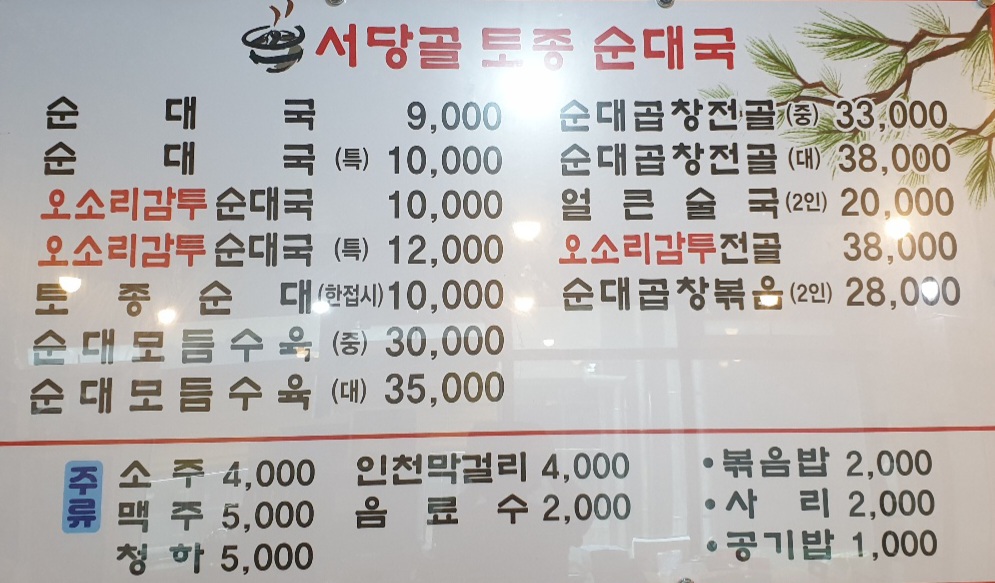 서당골 토종 순대국
순대국 9,000
순대국 (특) 10,000
오소리감투순대국 10,000
오소리감투순대국 (특) 12,000
토종순대(한접시) 10,000
순대모듬수육 (중) 30,000
순대모듬수육 (대) 35,000
순대곱창전골 (중) 33,000
순대곱창전골 (대) 38,000
얼큰술국 (2인) 20,000
오소리감투전골 38,000
순대곱창볶음 (2인) 28,000
주류
소주 4,000
맥주 5,000
청하 5,000
인천막걸리 4,000
음료수 2,000
•볶음밥 2,000
•사리 2,000
•공기밥 1,000